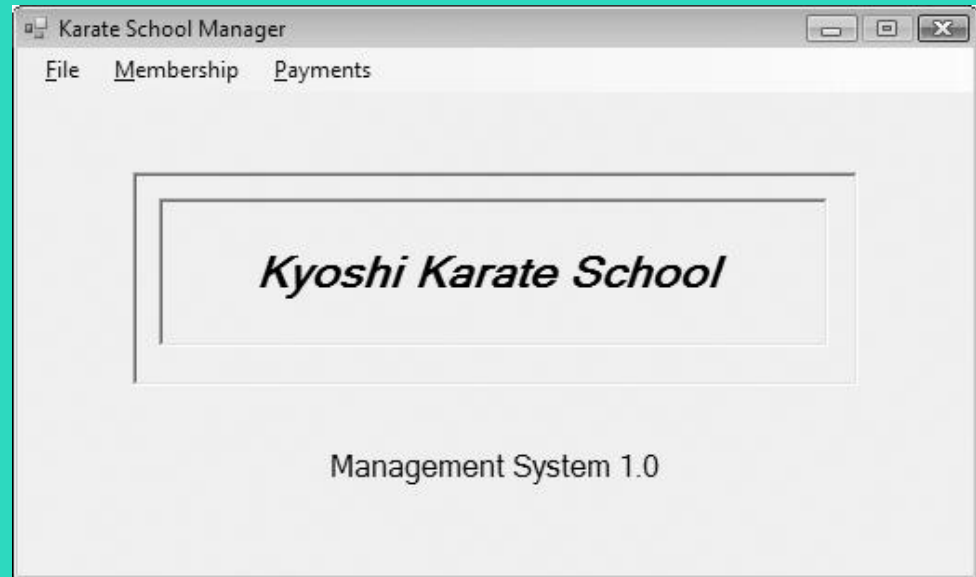 Karate School Manager
File Membership Payments
Kyoshi Karate School
Management System 1.0